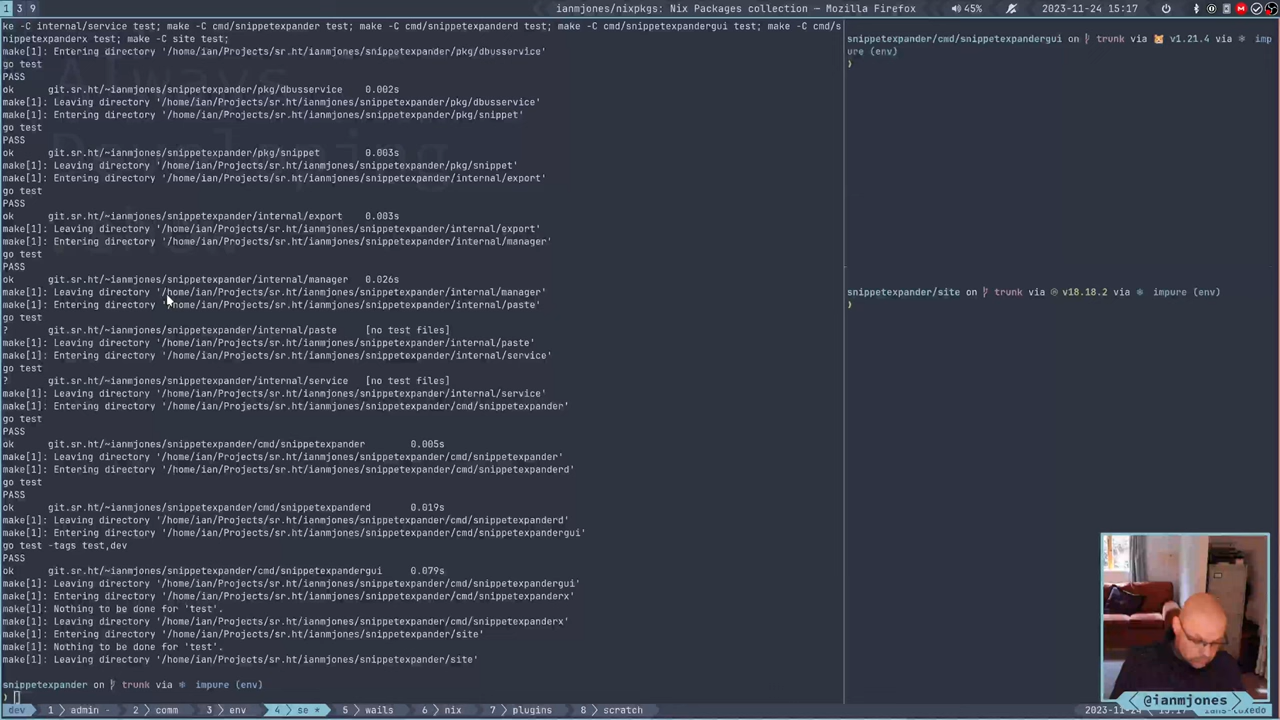 1 3 9
ianmjones/nixpkgs: Nix Packages collection — Mozilla Firefox
45%
2023-11-24 15:17
ke -C internal/service test; make -C cmd/snippetexpander test; make -C cmd/snippetexpanderd test; make -C cmd/snippetexpandergui test; make -C cmd/s
nippetexpanderx test; make -C site test;
make[1]: Entering directory '/home/ian/Projects/sr.ht/ianmjones/snippetexpander/pkg/dbusservice'
go test
PASS
ok git.sr.ht/~ianmjones/snippetexpander/pkg/dbusservice 0.002s
make[1]: Leaving directory '/home/ian/Projects/sr.ht/ianmjones/snippetexpander/pkg/dbusservice'
make[1]: Entering directory '/home/ian/Projects/sr.ht/ianmjones/snippetexpander/pkg/snippet'
go test
PASS
ok git.sr.ht/~ianmjones/snippetexpander/pkg/snippet 0.003s
make[1]: Leaving directory '/home/ian/Projects/sr.ht/ianmjones/snippetexpander/pkg/snippet'
make[1]: Entering directory '/home/ian/Projects/sr.ht/ianmjones/snippetexpander/internal/export'
go test
PASS
ok git.sr.ht/~ianmjones/snippetexpander/internal/export 0.003s
make[1]: Leaving directory '/home/ian/Projects/sr.ht/ianmjones/snippetexpander/internal/export'
make[1]: Entering directory '/home/ian/Projects/sr.ht/ianmjones/snippetexpander/internal/manager'
go test
PASS
ok git.sr.ht/~ianmjones/snippetexpander/internal/manager 0.026s
make[1]: Leaving directory '/home/ian/Projects/sr.ht/ianmjones/snippetexpander/internal/manager'
make[1]: Entering directory '/home/ian/Projects/sr.ht/ianmjones/snippetexpander/internal/paste'
go test
? git.sr.ht/~ianmjones/snippetexpander/internal/paste [no test files]
make[1]: Leaving directory '/home/ian/Projects/sr.ht/ianmjones/snippetexpander/internal/paste'
make[1]: Entering directory '/home/ian/Projects/sr.ht/ianmjones/snippetexpander/internal/service'
go test
? git.sr.ht/~ianmjones/snippetexpander/internal/service [no test files]
make[1]: Leaving directory '/home/ian/Projects/sr.ht/ianmjones/snippetexpander/internal/service'
make[1]: Entering directory '/home/ian/Projects/sr.ht/ianmjones/snippetexpander/cmd/snippetexpander'
go test
PASS
ok git.sr.ht/~ianmjones/snippetexpander/cmd/snippetexpander 0.005s
make[1]: Leaving directory '/home/ian/Projects/sr.ht/ianmjones/snippetexpander/cmd/snippetexpander'
make[1]: Entering directory '/home/ian/Projects/sr.ht/ianmjones/snippetexpander/cmd/snippetexpanderd'
go test
PASS
ok git.sr.ht/~ianmjones/snippetexpander/cmd/snippetexpanderd 0.019s
make[1]: Leaving directory '/home/ian/Projects/sr.ht/ianmjones/snippetexpander/cmd/snippetexpanderd'
make[1]: Entering directory '/home/ian/Projects/sr.ht/ianmjones/snippetexpander/cmd/snippetexpandergui'
go test -tags test,dev
PASS
ok git.sr.ht/~ianmjones/snippetexpander/cmd/snippetexpandergui 0.079s
make[1]: Leaving directory '/home/ian/Projects/sr.ht/ianmjones/snippetexpander/cmd/snippetexpandergui'
make[1]: Entering directory '/home/ian/Projects/sr.ht/ianmjones/snippetexpander/cmd/snippetexpanderx'
make[1]: Nothing to be done for 'test'.
make[1]: Leaving directory '/home/ian/Projects/sr.ht/ianmjones/snippetexpander/cmd/snippetexpanderx'
make[1]: Entering directory '/home/ian/Projects/sr.ht/ianmjones/snippetexpander/site'
make[1]: Nothing to be done for 'test'.
make[1]: Leaving directory '/home/ian/Projects/sr.ht/ianmjones/snippetexpander/site'
snippetexpander on trunk via impure (env)
⟩
snippetexpander/cmd/snippetexpandergui on trunk via 🐹 v1.21.4 via ❄ imp
ure (env)
⟩
snippetexpander/site on trunk via v18.18.2 via ❄ impure (env)
⟩
Always
@ianmjones
dev 1 admin - 2 comm 3 env 4 se * 5 wails 6 nix 7 plugins 8 scratch